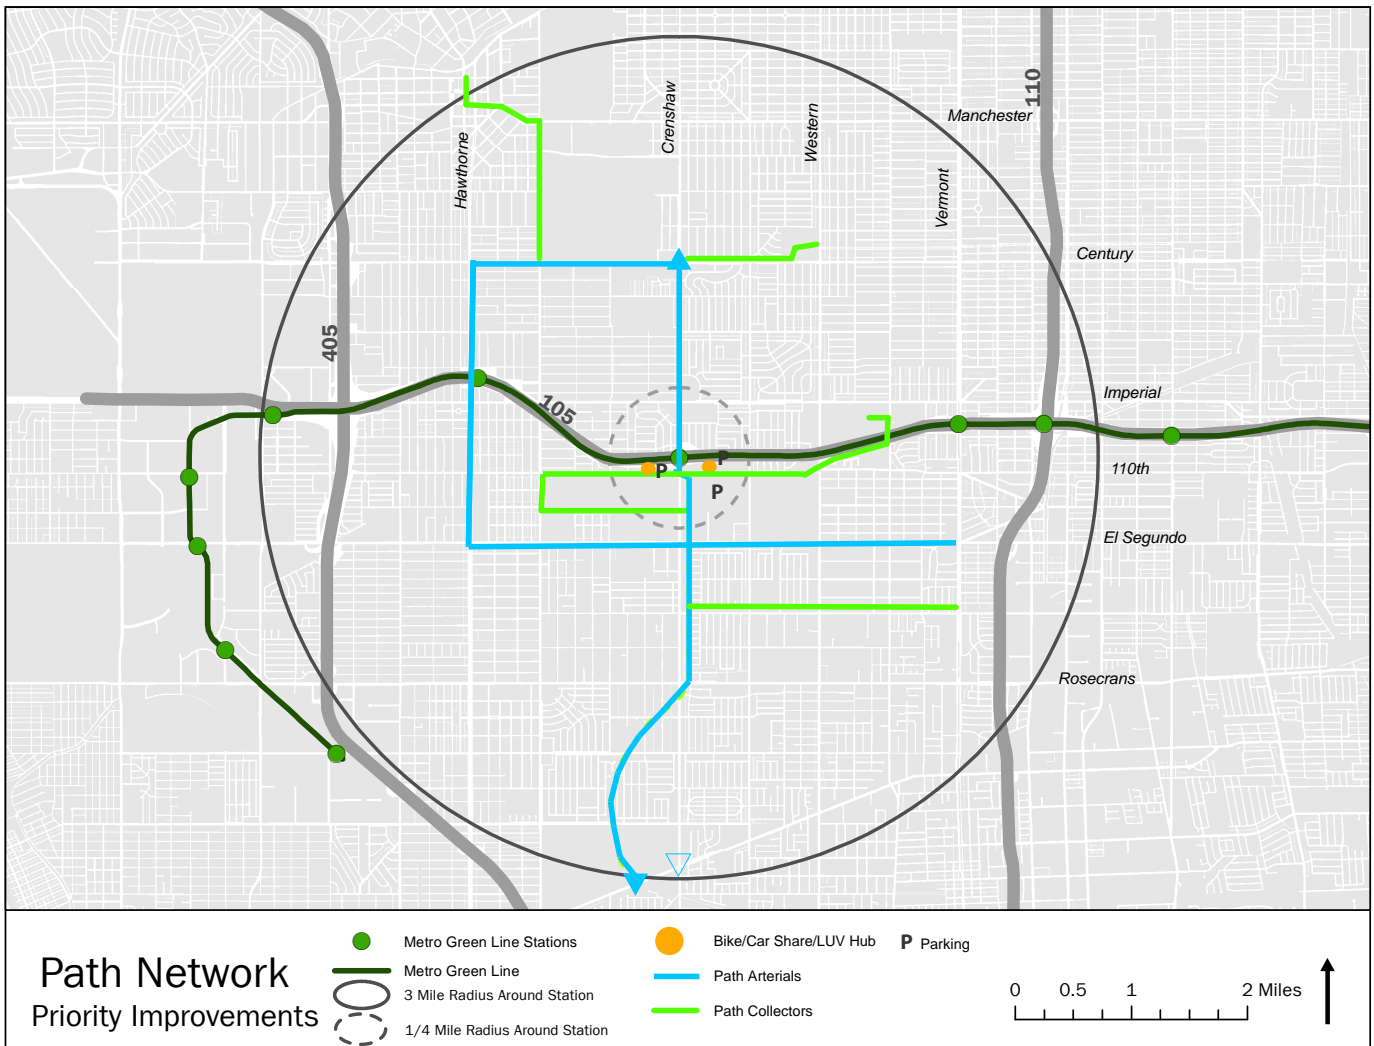 110
Manchester
Crenshaw
Western
Hawthorne
Vermont
Century
405
105
Imperial
P
P
P
110th
El Segundo
Rosecrans
Path Network
Priority Improvements
Metro Green Line Stations
Metro Green Line
3 Mile Radius Around Station
1/4 Mile Radius Around Station
Bike/Car Share/LUV Hub
Path Arterials
Path Collectors
P Parking
0 0.5 1 2 Miles